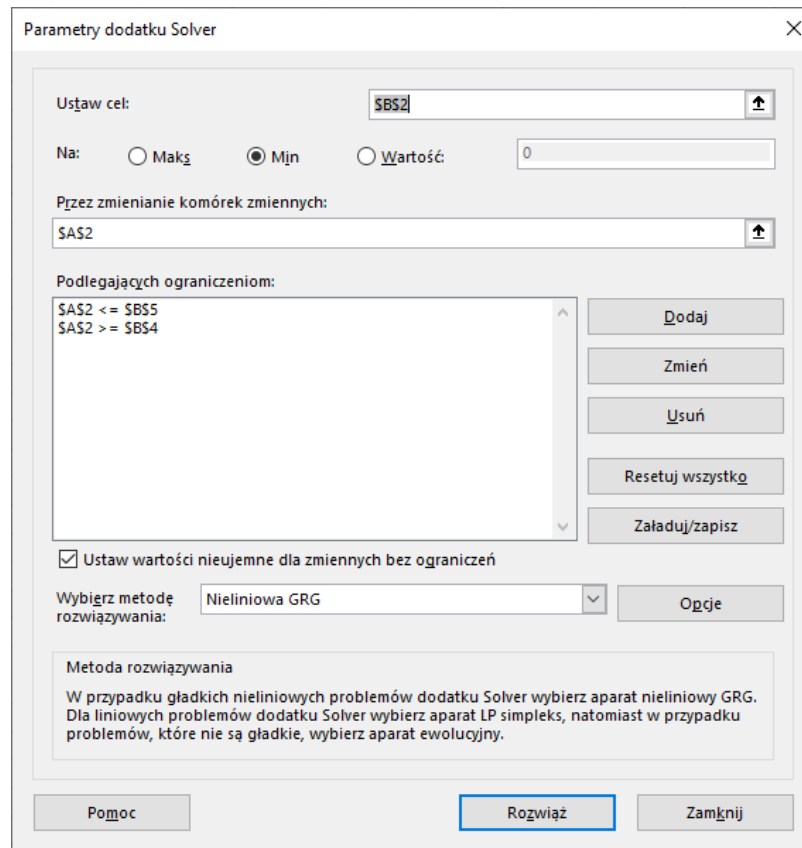 Parametry dodatku Solver
Ustaw cel:
$B$2
Na:
Maks
Min
Wartość:
0
Przez zmienianie komórek zmiennych:
$A$2
Podlegających ograniczeniom:
$A$2 <= $B$5
$A$2 >= $B$4
Dodaj
Zmień
Usuń
Resetuj wszystko
Załaduj/zapisz
Ustaw wartości nieujemne dla zmiennych bez ograniczeń
Wybierz metodę
rozwiązywania:
Nieliniowa GRG
Opcje
Metoda rozwiązywania
W przypadku gładkich nieliniowych problemów dodatku Solver wybierz aparat nieliniowy GRG.
Dla liniowych problemów dodatku Solver wybierz aparat LP simpleks, natomiast w przypadku
problemów, które nie są gładkie, wybierz aparat ewolucyjny.
Pomoc
Rozwiąż
Zamknij